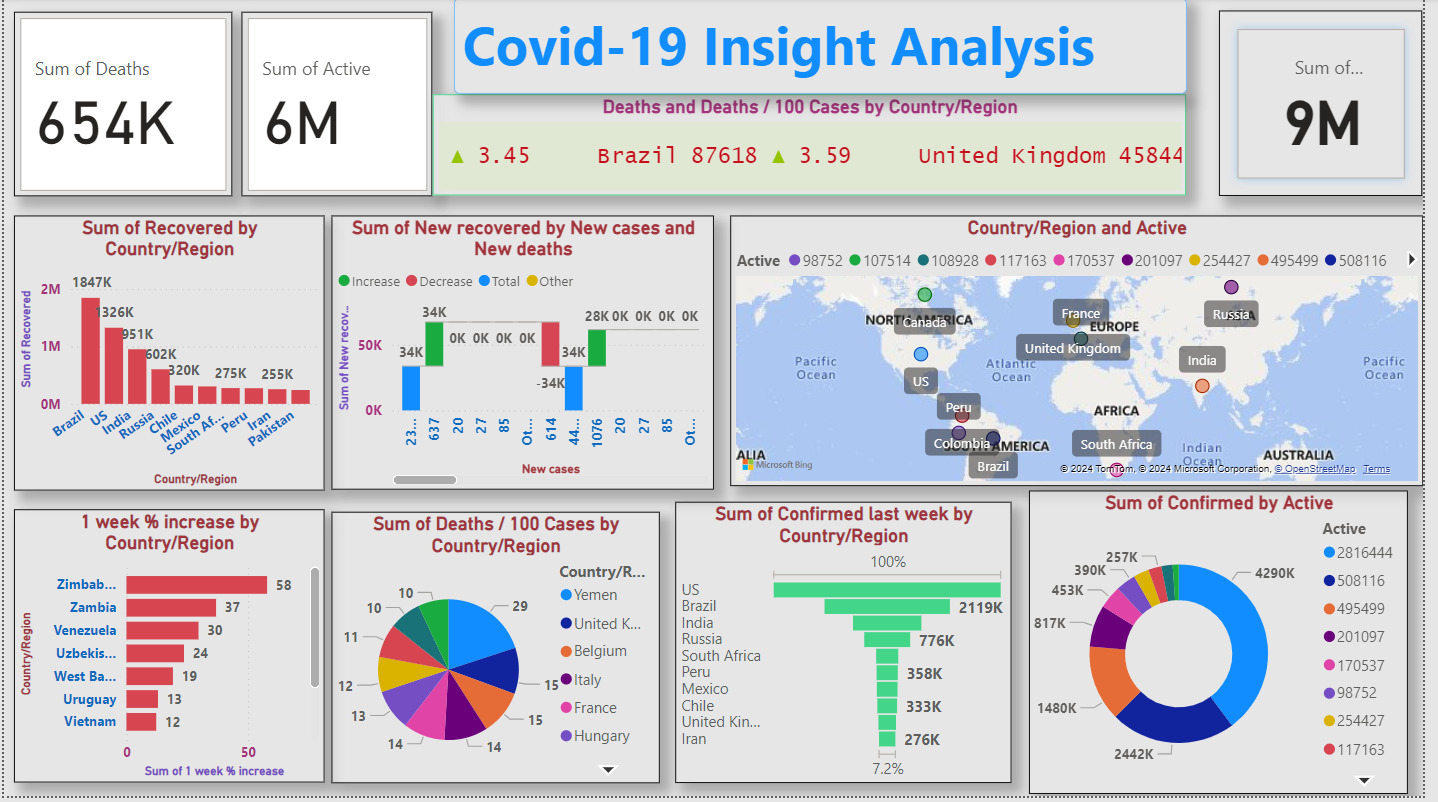 Covid-19 Insight Analysis
Sum of Deaths
654K
Sum of Active
6M
Deaths and Deaths / 100 Cases by Country/Region
▲ 3.45 Brazil 87618 ▲ 3.59 United Kingdom 45844
Sum of...
9M
Sum of Recovered by
Country/Region
Sum of Recovered
2M
1M
0M
1847K
1326K
951K
602K
320K
275K
255K
Brazil
US
India
Russia
Chile
Mexico
South Af...
Peru
Iran
Pakistan
Country/Region
Sum of New recovered by New cases and
New deaths
Increase Decrease Total Other
Sum of New recov...
50K
0K
34K
34K
0K
0K
0K
0K
-34K
34K
28K
0K
0K
0K
0K
23...
637
20
27
85
Ot...
614
44...
1076
20
27
85
Ot...
New cases
Country/Region and Active
Active 98752 107514 108928 117163 170537 201097 254427 495499 508116
NORTH AMERICA
Canada
France
EUROPE
Russia
United Kingdom
Pacific
Ocean
Atlantic
Ocean
India
Pacific
Ocean
US
Peru
AFRICA
Colombia
SOUTH AMERICA
South Africa
Indian
Ocean
ALIA
AUSTRALIA
Brazil
Microsoft Bing
© 2024 TomTom, © 2024 Microsoft Corporation, © OpenStreetMap Terms
1 week % increase by
Country/Region
Country/Region
Zimbab... 58
Zambia 37
Venezuela 30
Uzbekis... 24
West Ba... 19
Uruguay 13
Vietnam 12
0 50
Sum of 1 week % increase
Sum of Deaths / 100 Cases by
Country/Region
29
15
15
14
14
13
12
11
10
10
Country/R...
Yemen
United K...
Belgium
Italy
France
Hungary
Sum of Confirmed last week by
Country/Region
100%
US
Brazil 2119K
India
Russia 776K
South Africa
Peru 358K
Mexico
Chile 333K
United Kin...
Iran 276K
7.2%
Sum of Confirmed by Active
4290K
2442K
1480K
817K
453K
390K
257K
Active
2816444
508116
495499
201097
170537
98752
254427
117163